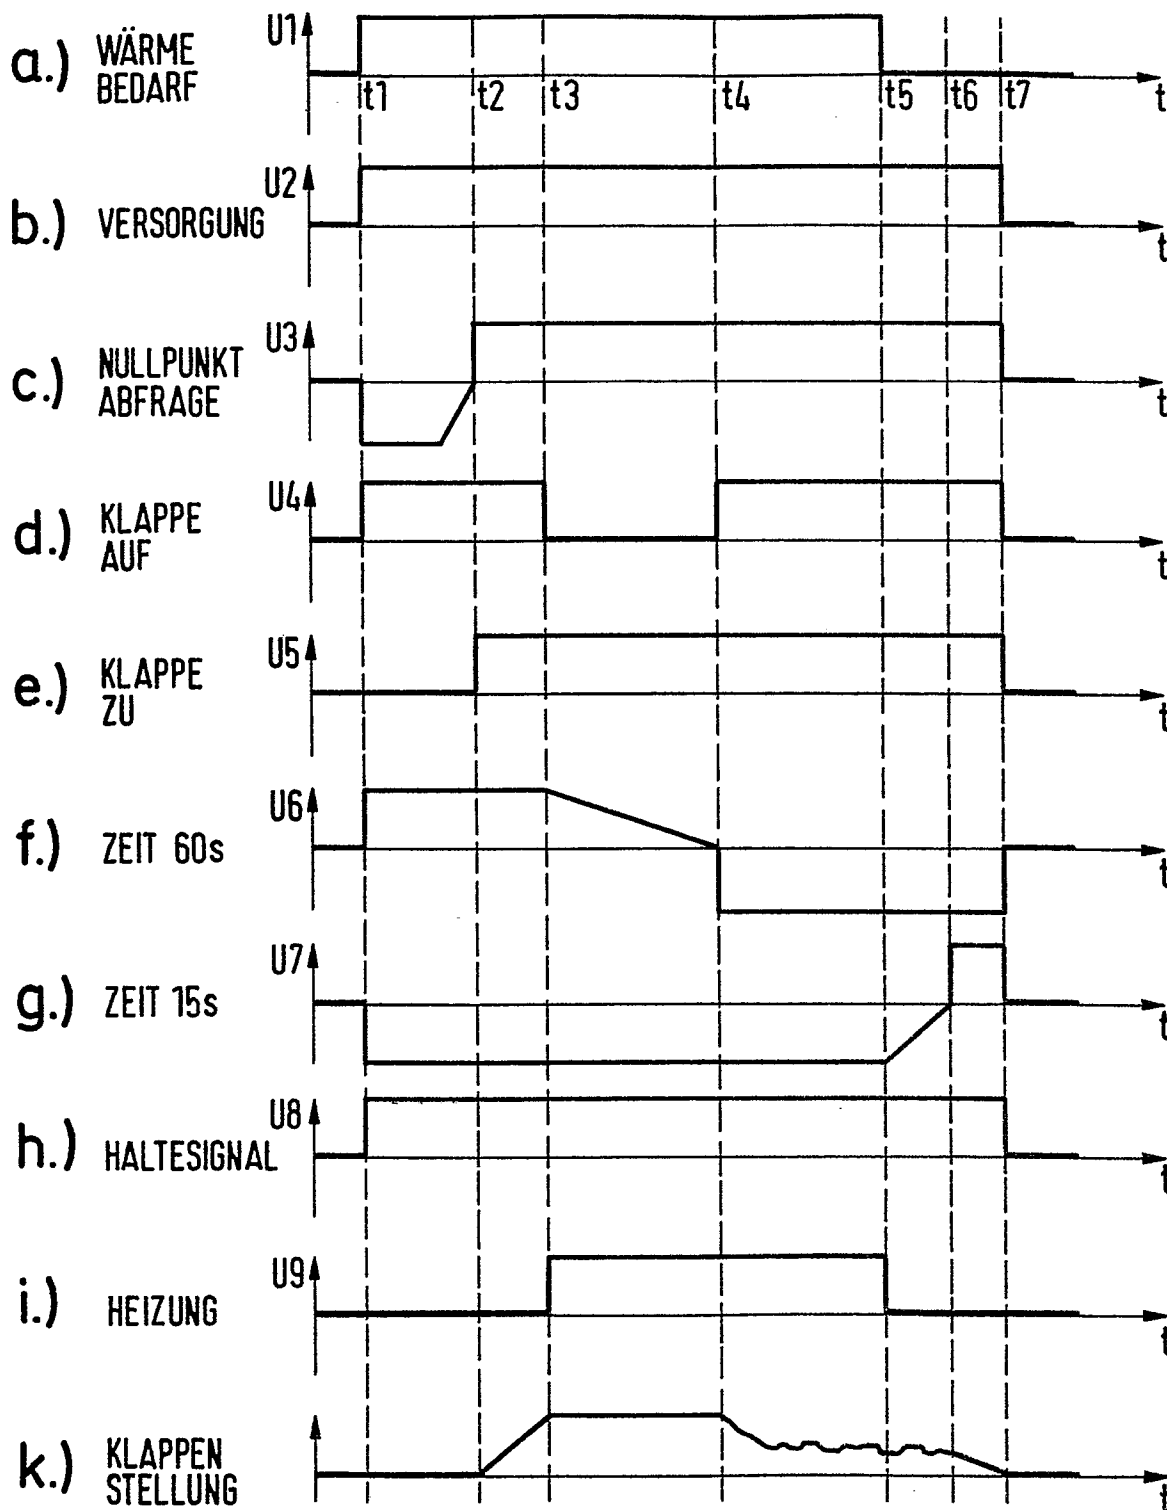 U1
a.) WÄRME
BEDARF
t1 t2 t3 t4 t5 t6 t7 t
U2
b.) VERSORGUNG
t
U3
c.) NULLPUNKT
ABFRAGE
t
U4
d.) KLAPPE
AUF
t
U5
e.) KLAPPE
ZU
t
U6
f.) ZEIT 60s
t
U7
g.) ZEIT 15s
t
U8
h.) HALTESIGNAL
t
U9
i.) HEIZUNG
t
k.) KLAPPEN
STELLUNG
t